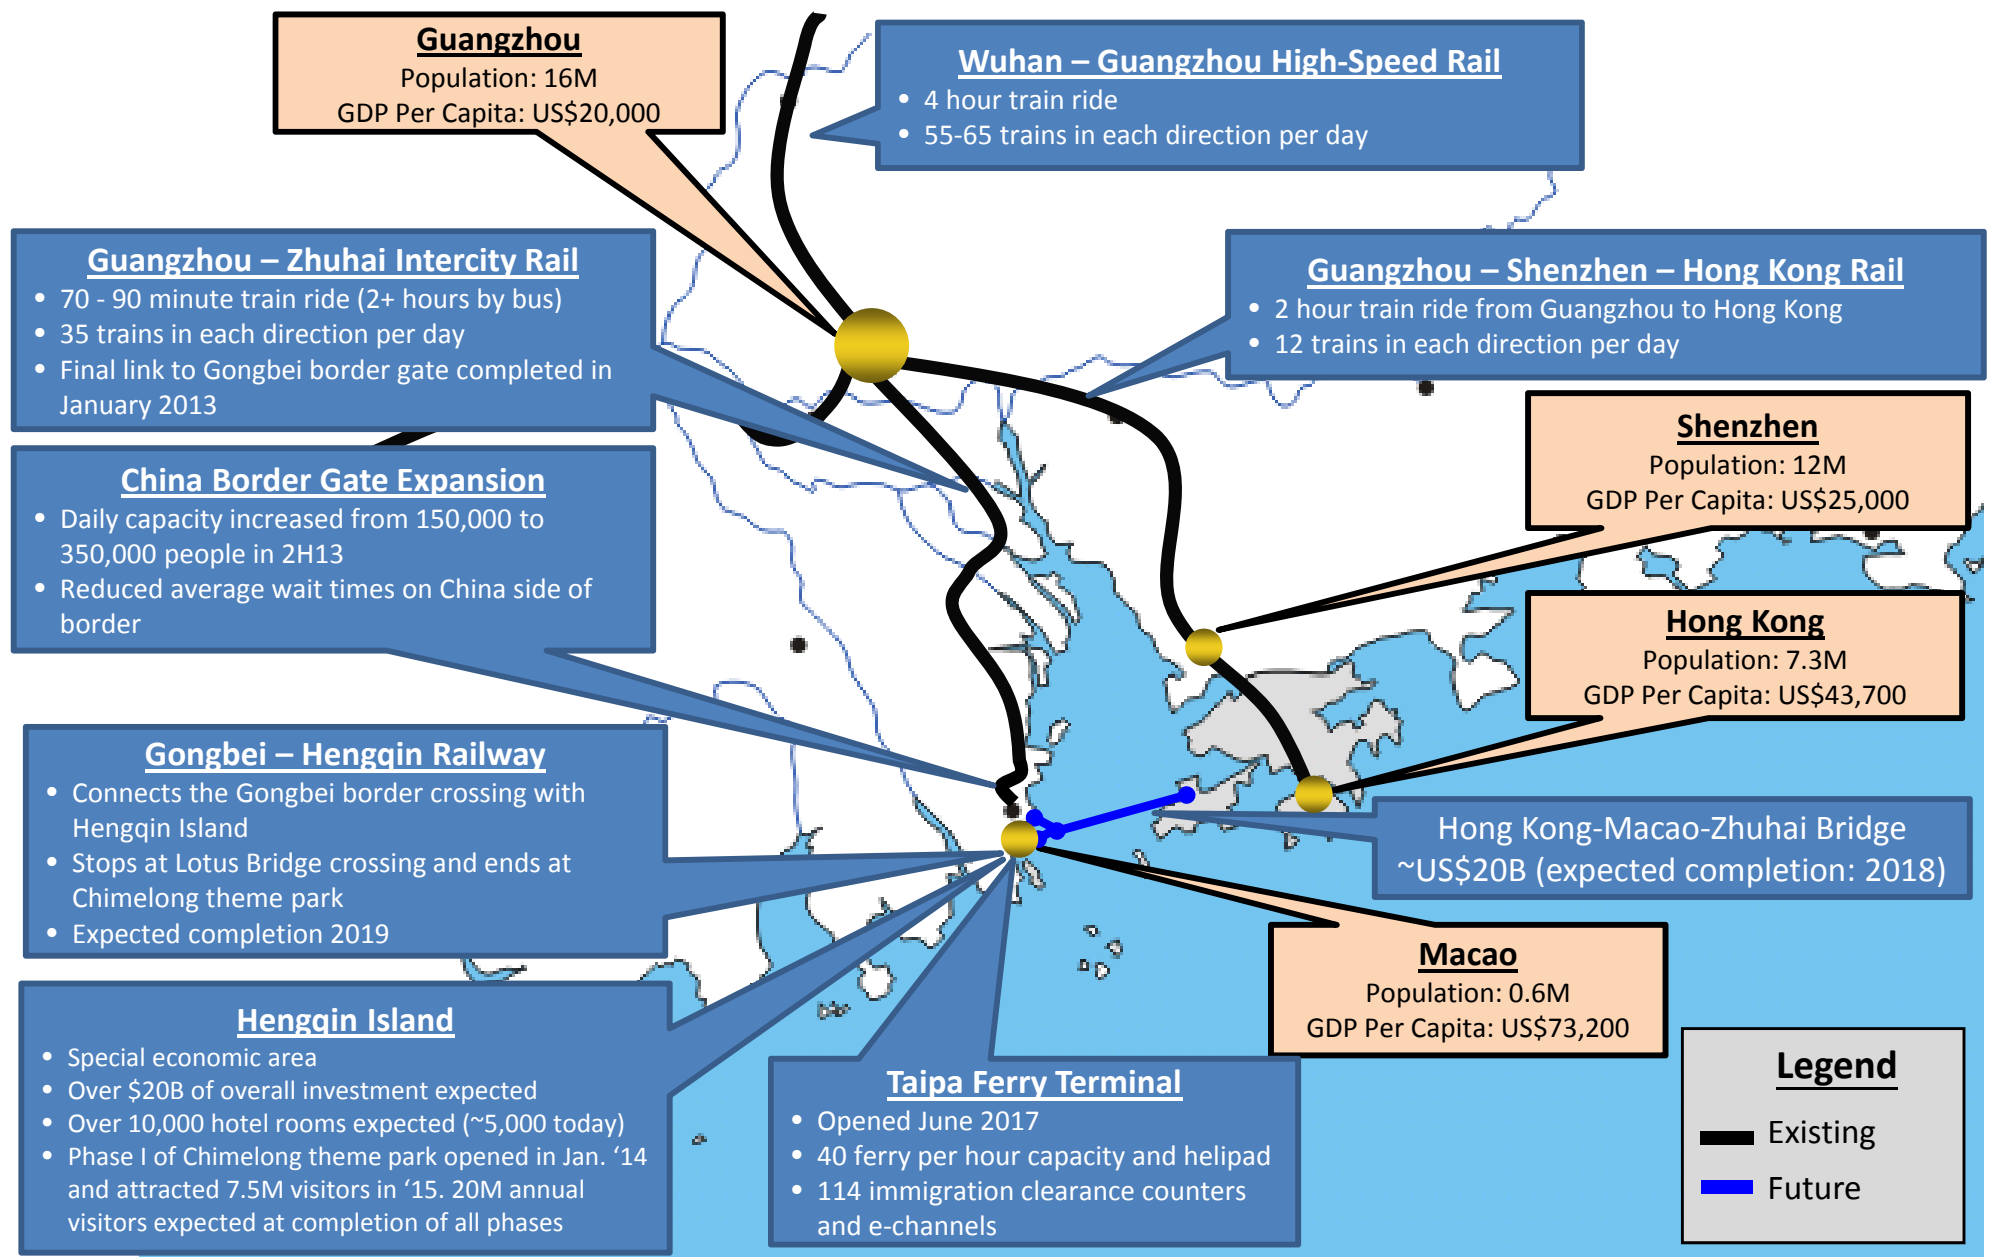 Guangzhou
Population: 16M
GDP Per Capita: US$20,000
Wuhan – Guangzhou High-Speed Rail
• 4 hour train ride
• 55-65 trains in each direction per day
Guangzhou – Zhuhai Intercity Rail
• 70 - 90 minute train ride (2+ hours by bus)
• 35 trains in each direction per day
• Final link to Gongbei border gate completed in
January 2013
Guangzhou – Shenzhen – Hong Kong Rail
• 2 hour train ride from Guangzhou to Hong Kong
• 12 trains in each direction per day
Shenzhen
Population: 12M
GDP Per Capita: US$25,000
China Border Gate Expansion
• Daily capacity increased from 150,000 to
350,000 people in 2H13
• Reduced average wait times on China side of
border
Hong Kong
Population: 7.3M
GDP Per Capita: US$43,700
Gongbei – Hengqin Railway
• Connects the Gongbei border crossing with
Hengqin Island
• Stops at Lotus Bridge crossing and ends at
Chimelong theme park
• Expected completion 2019
Hong Kong-Macao-Zhuhai Bridge
~US$20B (expected completion: 2018)
Macao
Population: 0.6M
GDP Per Capita: US$73,200
Hengqin Island
• Special economic area
• Over $20B of overall investment expected
• Over 10,000 hotel rooms expected (~5,000 today)
• Phase I of Chimelong theme park opened in Jan. ‘14
and attracted 7.5M visitors in ‘15. 20M annual
visitors expected at completion of all phases
Taipa Ferry Terminal
• Opened June 2017
• 40 ferry per hour capacity and helipad
• 114 immigration clearance counters
and e-channels
Legend
Existing
Future